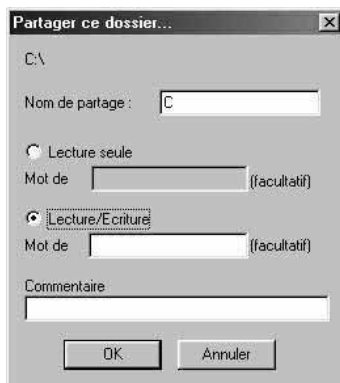 Partager ce dossier...
C:\
Nom de partage : C
Lecture seule
Mot de (facultatif)
Lecture/Ecriture
Mot de (facultatif)
Commentaire
OK Annuler